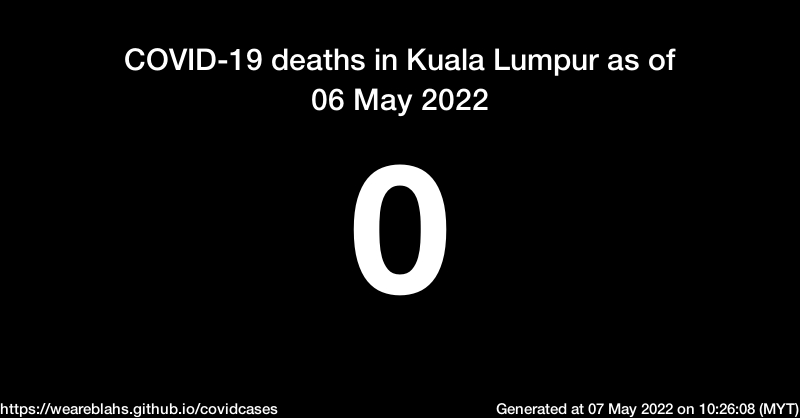 COVID-19 deaths in Kuala Lumpur as of
06 May 2022
0
https://weareblahs.github.io/covidcases
Generated at 07 May 2022 on 10:26:08 (MYT)